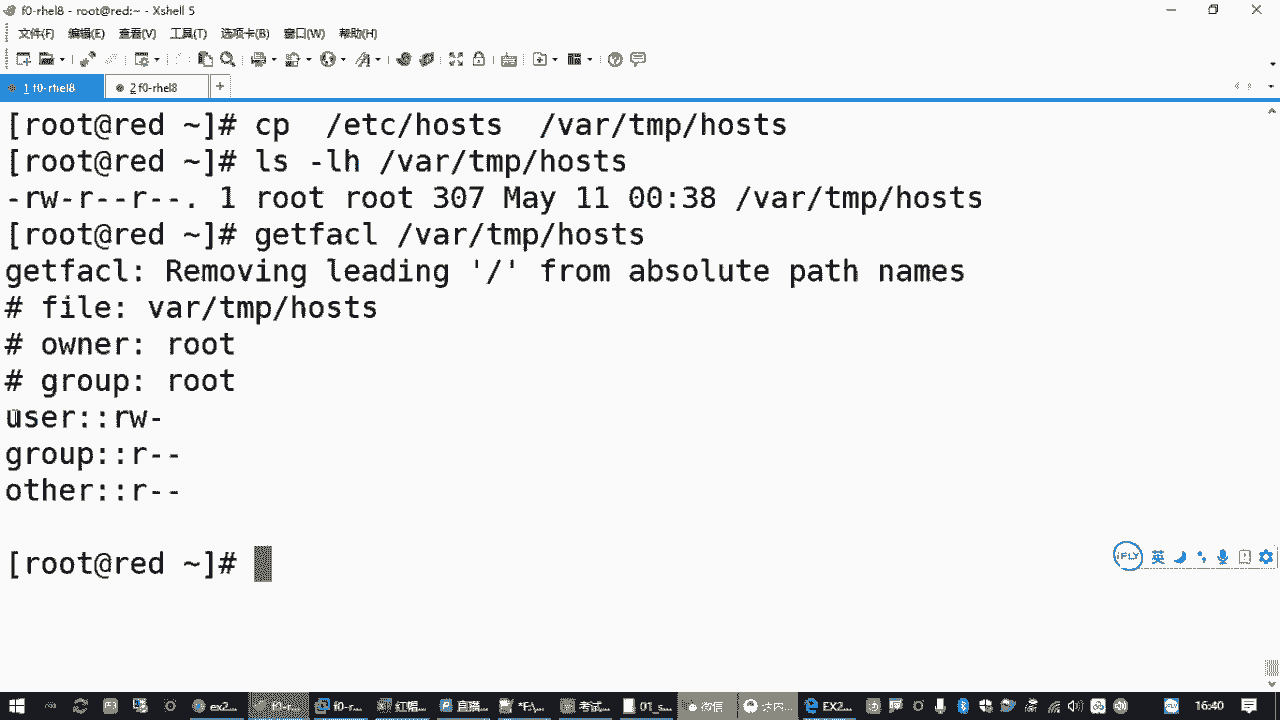 f0-rhel8 - root@red:~ - Xshell 5
文件(F) 编辑(E) 查看(V) 工具(T) 选项卡(B) 窗口(W) 帮助(H)
1 f0-rhel8 2 f0-rhel8 +
[root@red ~]# cp  /etc/hosts  /var/tmp/hosts
[root@red ~]# ls -lh /var/tmp/hosts
-rw-r--r--. 1 root root 307 May 11 00:38 /var/tmp/hosts
[root@red ~]# getfacl /var/tmp/hosts
getfacl: Removing leading '/' from absolute path names
# file: var/tmp/hosts
# owner: root
# group: root
user::rw-
group::r--
other::r--
[root@red ~]#
iFLY 英
ex2... f0-r... f0-r... 红帽... 直播... *E\... 考试... 01_s... 微信 EX2... 16:40